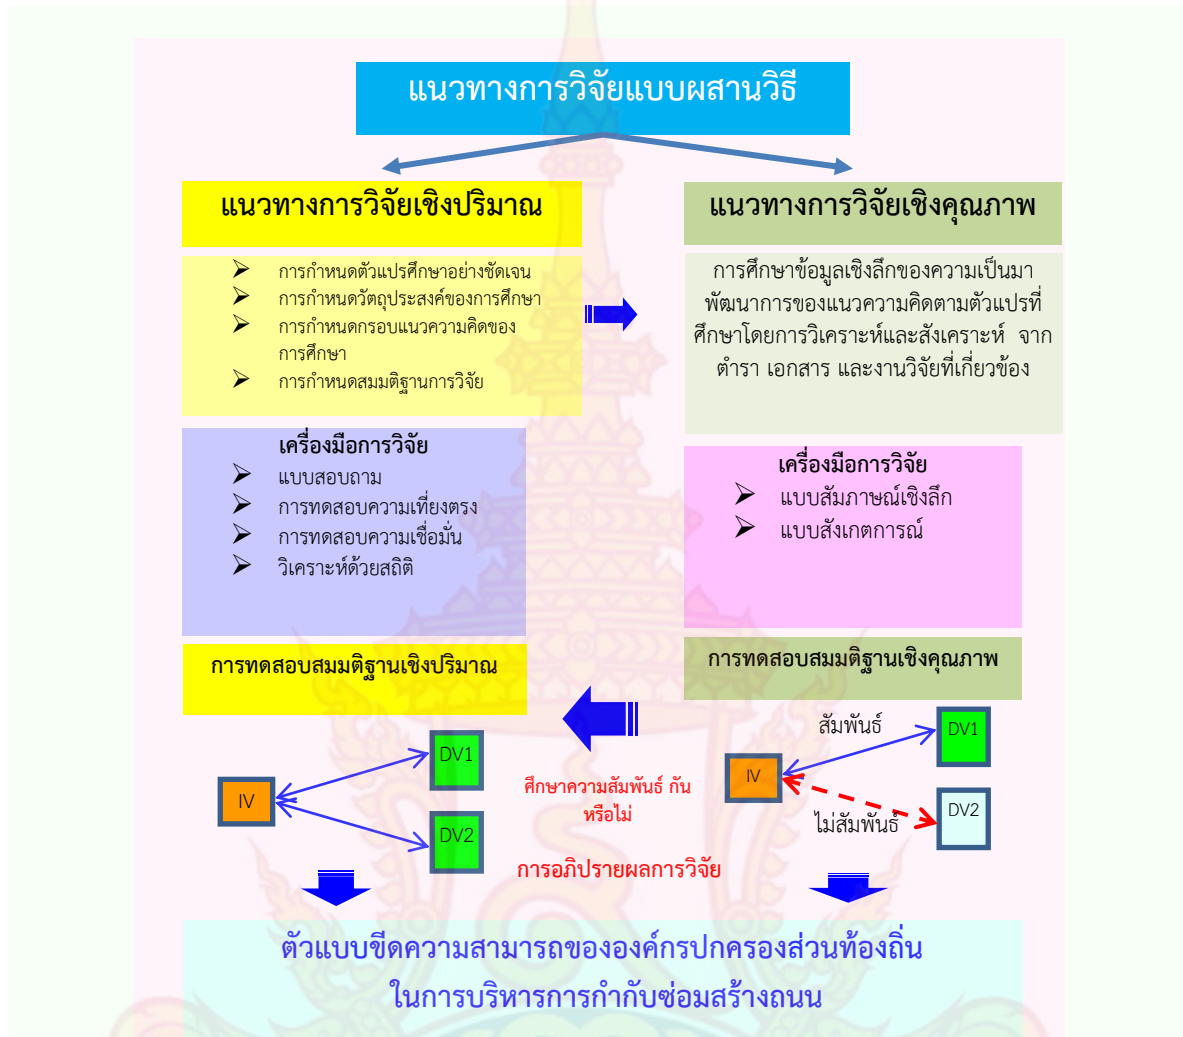 แนวทางการวิจัยแบบผสานวิธี
แนวทางการวิจัยเชิงปริมาณ
การกำหนดตัวแปรศึกษาอย่างชัดเจน
การกำหนดวัตถุประสงค์ของการศึกษา
การกำหนดกรอบแนวความคิดของ
การศึกษา
การกำหนดสมมติฐานการวิจัย
แนวทางการวิจัยเชิงคุณภาพ
การศึกษาข้อมูลเชิงลึกของความเป็นมา
พัฒนาการของแนวความคิดตามตัวแปรที่
ศึกษาโดยการวิเคราะห์และสังเคราะห์ จาก
ตำรา เอกสาร และงานวิจัยที่เกี่ยวข้อง
เครื่องมือการวิจัย
แบบสอบถาม
การทดสอบความเที่ยงตรง
การทดสอบความเชื่อมั่น
วิเคราะห์ด้วยสถิติ
เครื่องมือการวิจัย
แบบสัมภาษณ์เชิงลึก
แบบสังเกตการณ์
การทดสอบสมมติฐานเชิงปริมาณ
IV
DV1
DV2
การทดสอบสมมติฐานเชิงคุณภาพ
สัมพันธ์
IV
DV1
DV2
ไม่สัมพันธ์
ศึกษาความสัมพันธ์ กัน
หรือไม่
การอภิปรายผลการวิจัย
ตัวแบบขีดความสามารถขององค์กรปกครองส่วนท้องถิ่น
ในการบริหารการกำกับซ่อมสร้างถนน